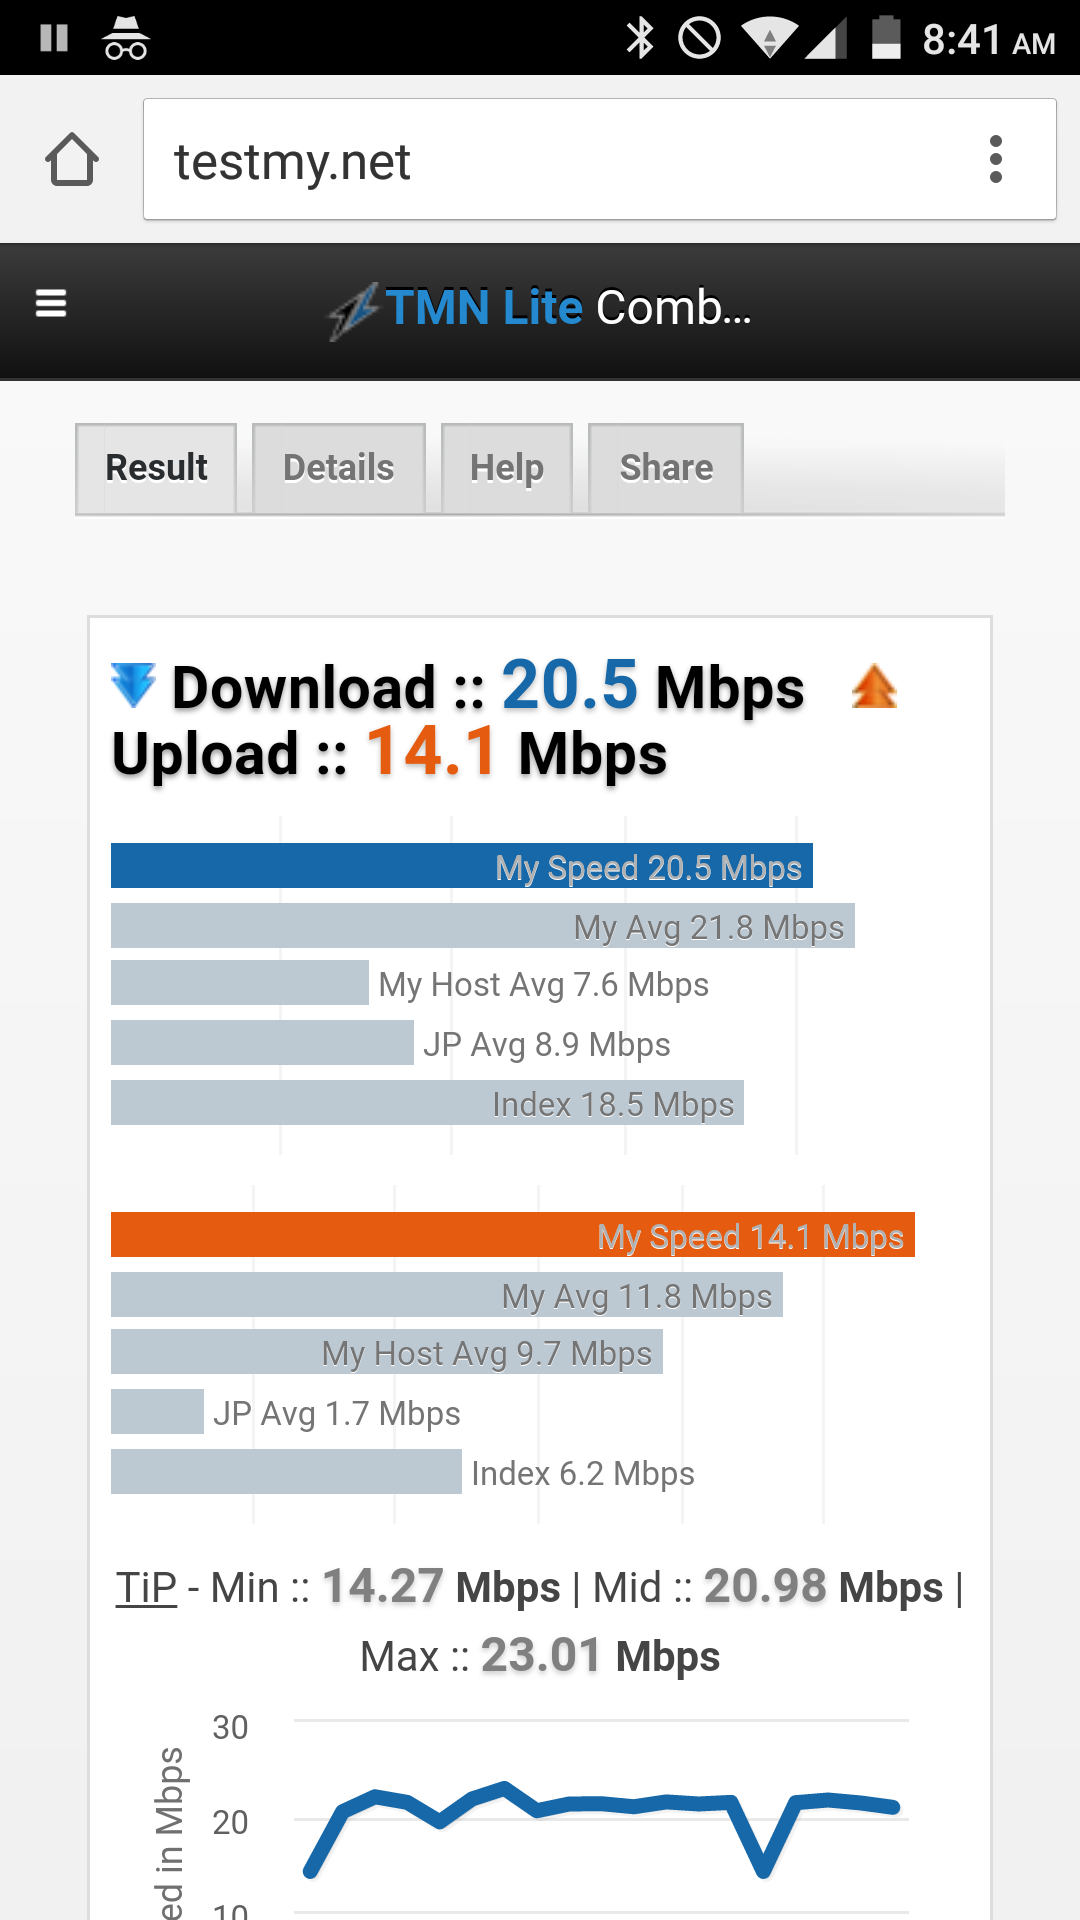 8:41 AM
testmy.net
TMN Lite Comb...
Result Details Help Share
Download :: 20.5 Mbps
Upload :: 14.1 Mbps
My Speed 20.5 Mbps
My Avg 21.8 Mbps
My Host Avg 7.6 Mbps
JP Avg 8.9 Mbps
Index 18.5 Mbps
My Speed 14.1 Mbps
My Avg 11.8 Mbps
My Host Avg 9.7 Mbps
JP Avg 1.7 Mbps
Index 6.2 Mbps
TiP - Min :: 14.27 Mbps | Mid :: 20.98 Mbps |
Max :: 23.01 Mbps
30
20
10
ed in Mbps